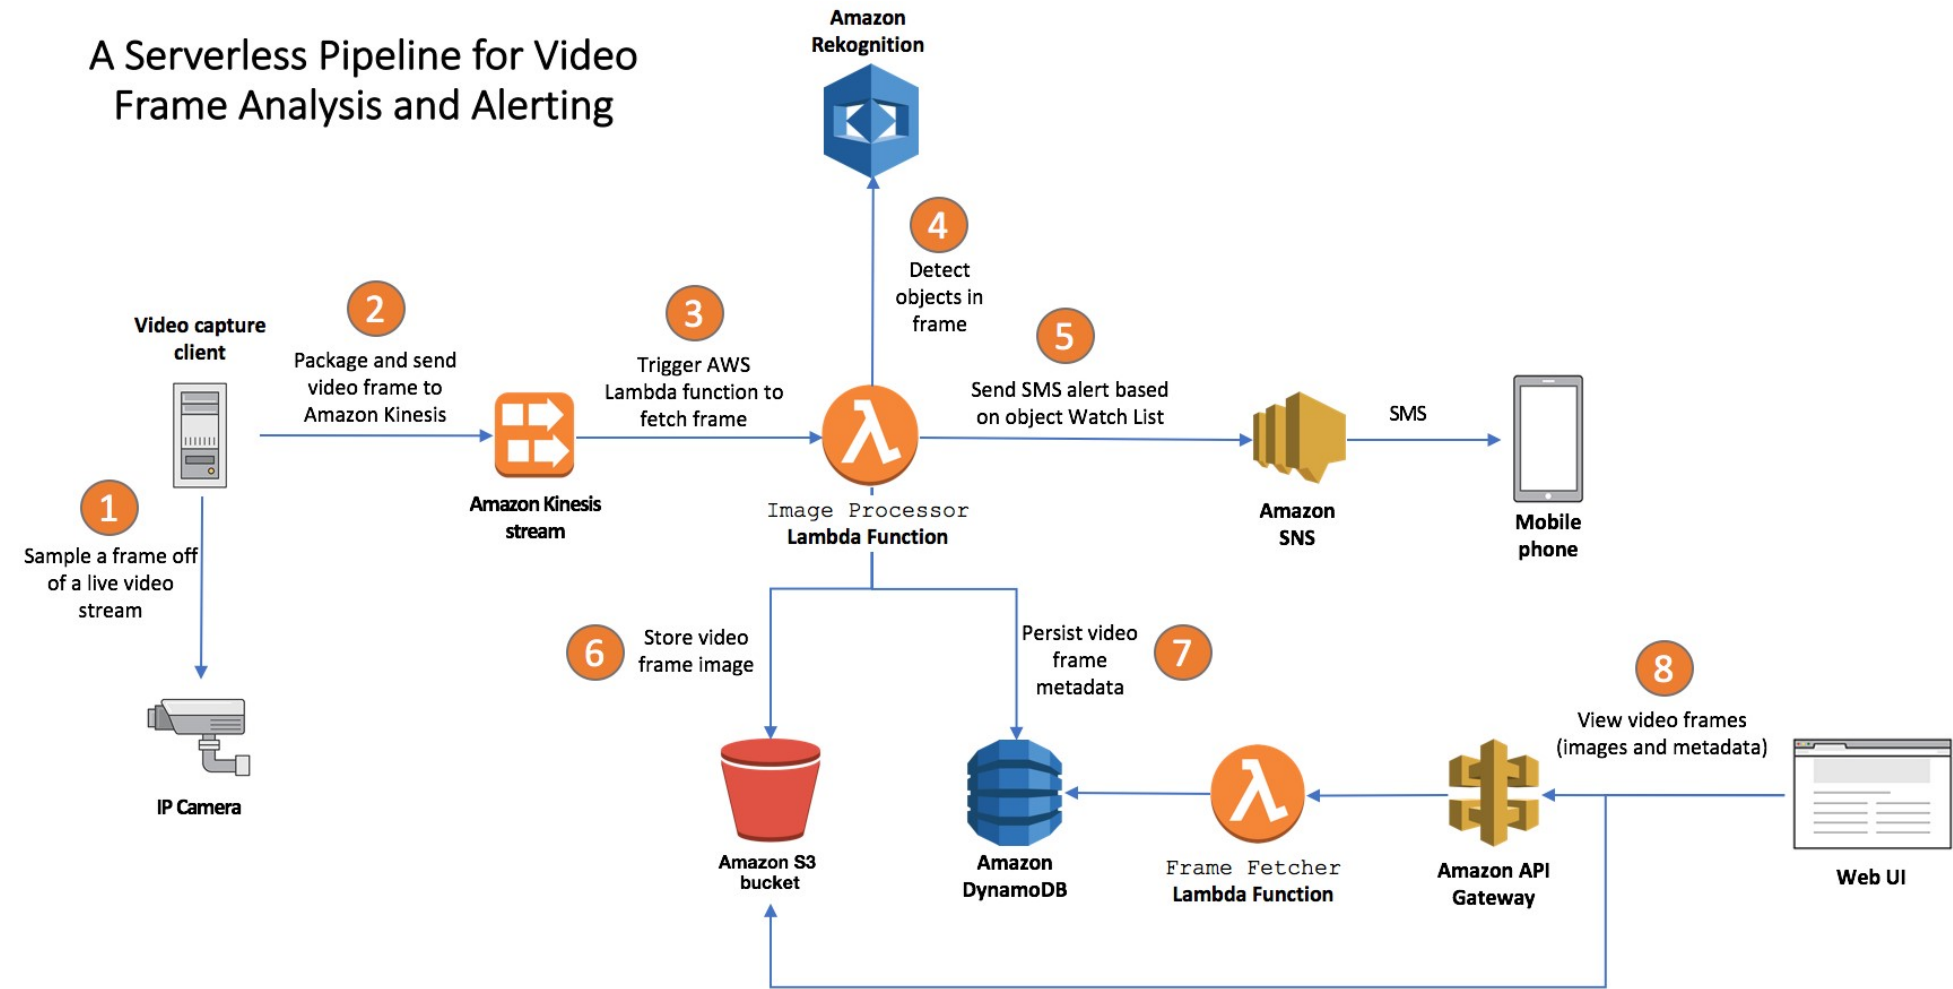 A Serverless Pipeline for Video
Frame Analysis and Alerting
Amazon
Rekognition
4
Detect
objects in
frame
Video capture
client
2
Package and send
video frame to
Amazon Kinesis
3
Trigger AWS
Lambda function to
fetch frame
5
Send SMS alert based
on object Watch List
SMS
1
Sample a frame off
of a live video
stream
Amazon Kinesis
stream
Image Processor
Lambda Function
Amazon
SNS
Mobile
phone
IP Camera
6
Store video
frame image
Persist video
frame
metadata
7
8
View video frames
(images and metadata)
Amazon S3
bucket
Amazon
DynamoDB
Frame Fetcher
Lambda Function
Amazon API
Gateway
Web UI